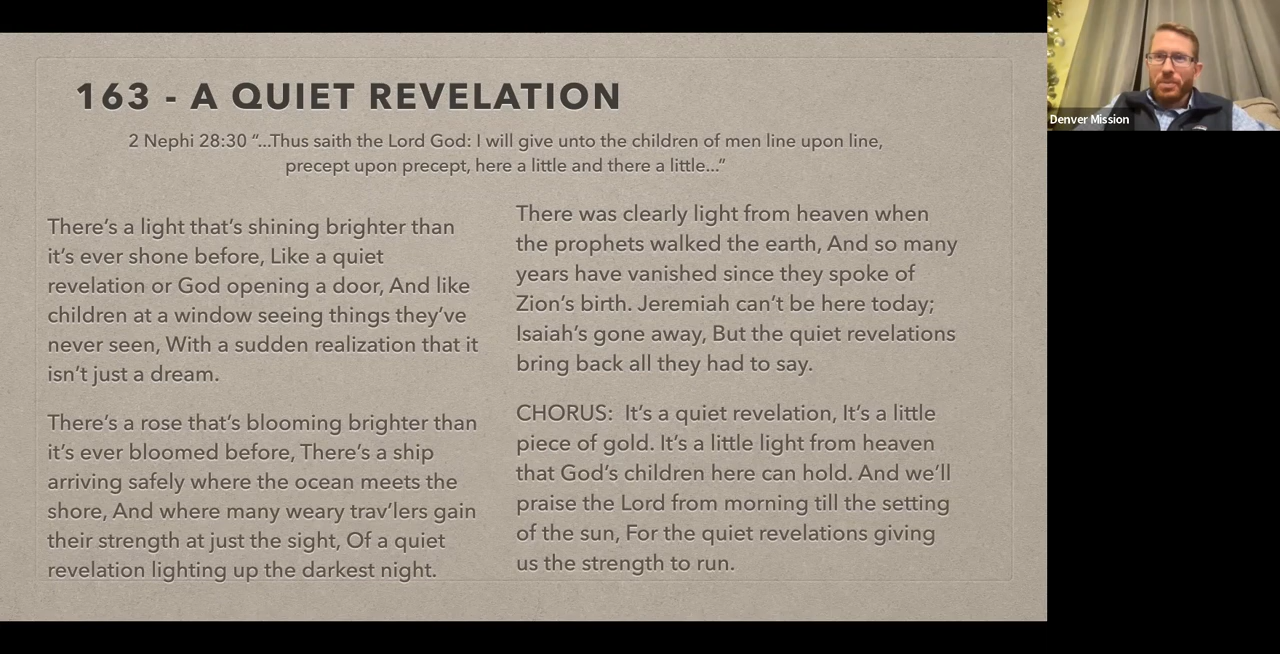 163 - A QUIET REVELATION
2 Nephi 28:30 “...Thus saith the Lord God: I will give unto the children of men line upon line,
precept upon precept, here a little and there a little...”
There’s a light that’s shining brighter than
it’s ever shone before, Like a quiet
revelation or God opening a door, And like
children at a window seeing things they’ve
never seen, With a sudden realization that it
isn’t just a dream.
There’s a rose that’s blooming brighter than
it’s ever bloomed before, There’s a ship
arriving safely where the ocean meets the
shore, And where many weary trav’lers gain
their strength at just the sight, Of a quiet
revelation lighting up the darkest night.
There was clearly light from heaven when
the prophets walked the earth, And so many
years have vanished since they spoke of
Zion’s birth. Jeremiah can’t be here today;
Isaiah’s gone away, But the quiet revelations
bring back all they had to say.
CHORUS:  It’s a quiet revelation, It’s a little
piece of gold. It’s a little light from heaven
that God’s children here can hold. And we’ll
praise the Lord from morning till the setting
of the sun, For the quiet revelations giving
us the strength to run.
Denver Mission